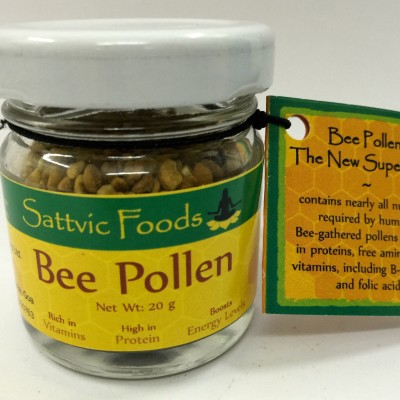 Sattvic Foods
Bee Pollen
Net Wt: 20 g
Rich in
Vitamins
High in
Protein
Boosts
Energy Levels
Bee Pollen
The New Supe
~
contains nearly all nu
required by hum
Bee-gathered pollens
in proteins, free amin
vitamins, including B-
and folic acid